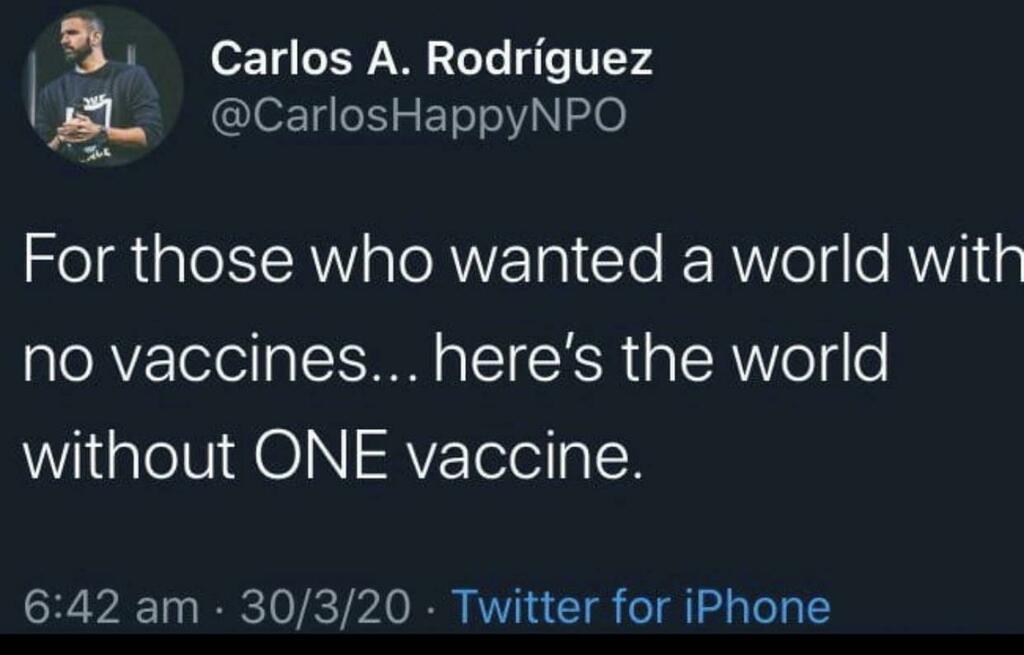 Carlos A. Rodríguez
@CarlosHappyNPO
For those who wanted a world with
no vaccines... here's the world
without ONE vaccine.
6:42 am · 30/3/20 · Twitter for iPhone